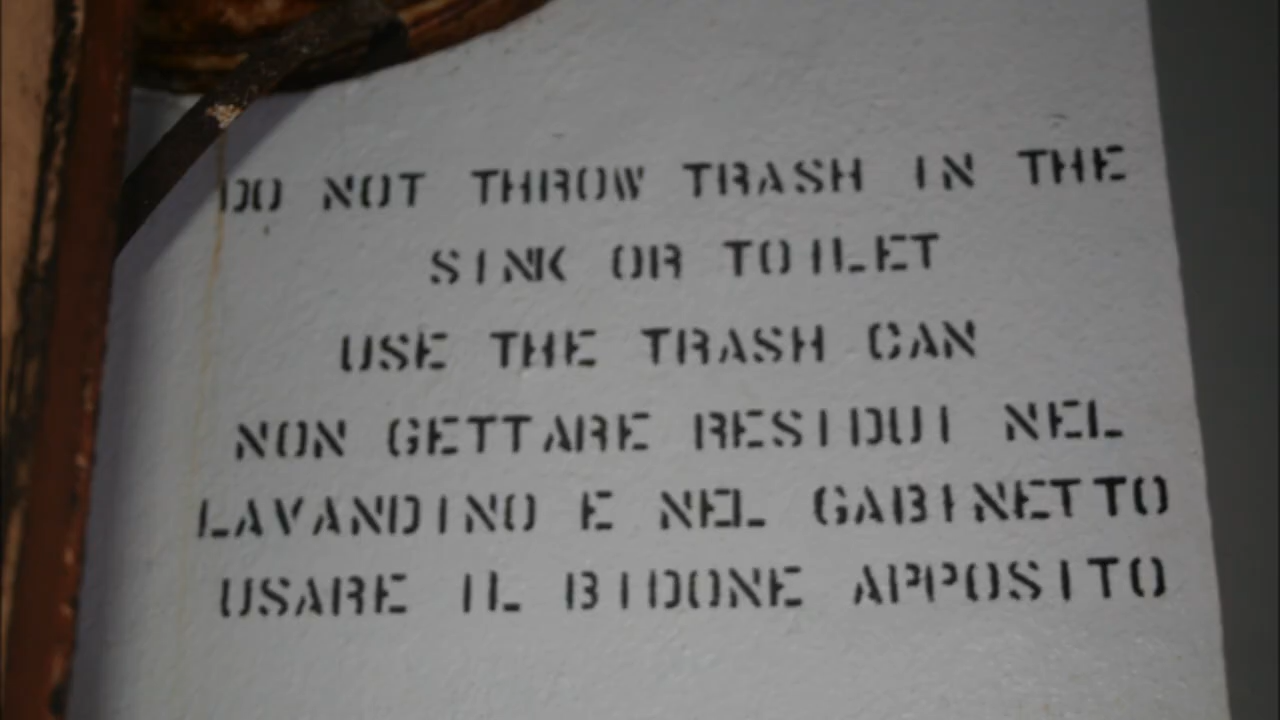 DO NOT THROW TRASH IN THE
SINK OR TOILET
USE THE TRASH CAN
NON GETTARE RESIDUI NEL
LAVANDINO E NEL GABINETTO
USARE IL BIDONE APPOSITO